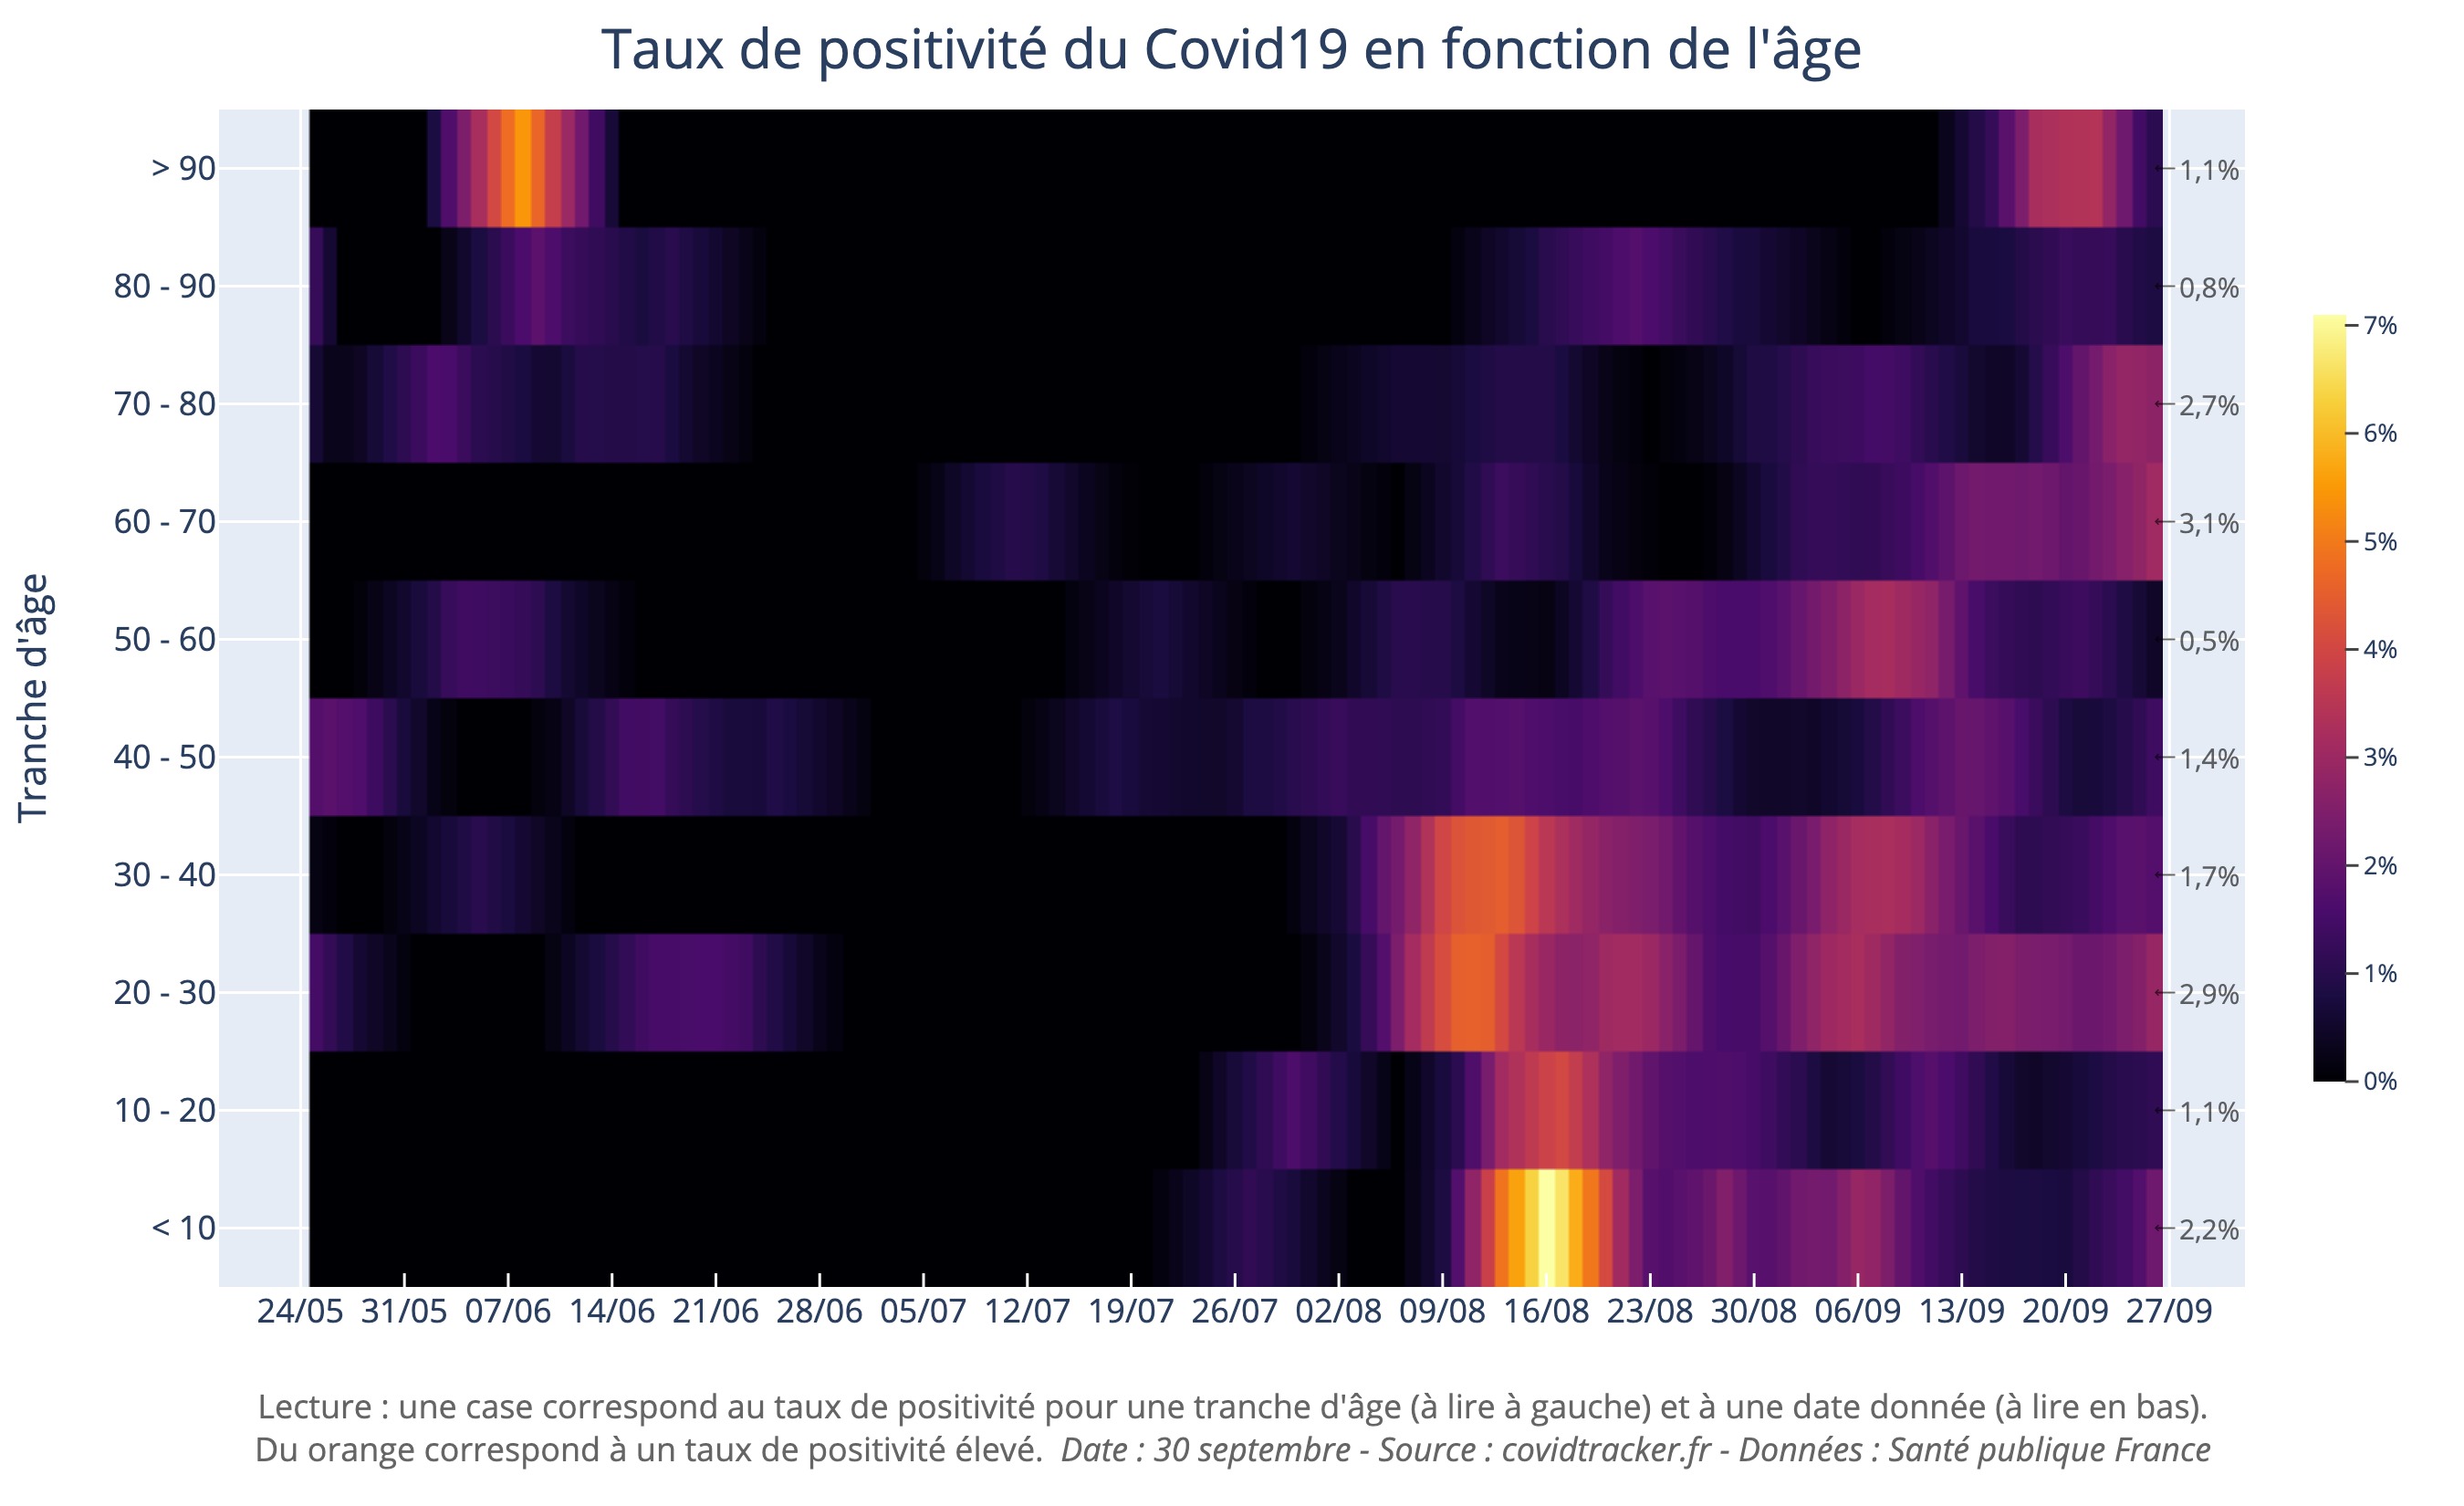 Taux de positivité du Covid19 en fonction de l'âge
Tranche d'âge
> 90
80 - 90
70 - 80
60 - 70
50 - 60
40 - 50
30 - 40
20 - 30
10 - 20
< 10
1,1%
0,8%
2,7%
3,1%
0,5%
1,4%
1,7%
2,9%
1,1%
2,2%
7%
6%
5%
4%
3%
2%
1%
0%
24/05 31/05 07/06 14/06 21/06 28/06 05/07 12/07 19/07 26/07 02/08 09/08 16/08 23/08 30/08 06/09 13/09 20/09 27/09
Lecture : une case correspond au taux de positivité pour une tranche d'âge (à lire à gauche) et à une date donnée (à lire en bas).
Du orange correspond à un taux de positivité élevé. Date : 30 septembre - Source : covidtracker.fr - Données : Santé publique France